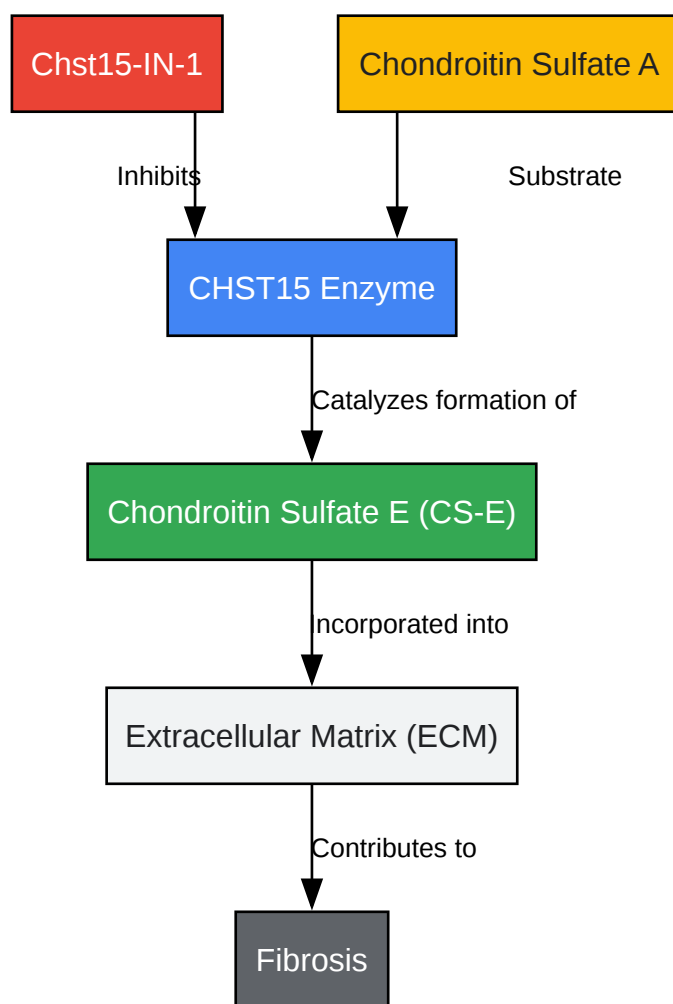 Chst15-IN-1
Chondroitin Sulfate A
Inhibits
Substrate
CHST15 Enzyme
Catalyzes formation of
Chondroitin Sulfate E (CS-E)
Incorporated into
Extracellular Matrix (ECM)
Contributes to
Fibrosis